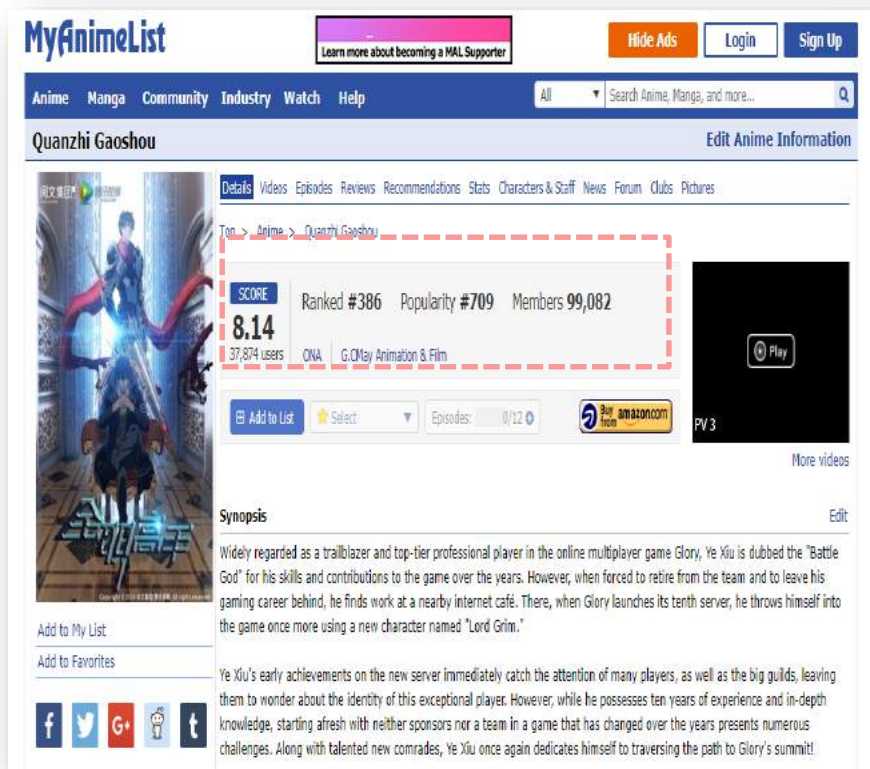 MyAnimeList
Learn more about becoming a MAL Supporter
Hide Ads Login Sign Up
Anime Manga Community Industry Watch Help All Search Anime, Manga, and more...
Quanzhi Gaoshou Edit Anime Information
Details Videos Episodes Reviews Recommendations Stats Characters & Staff News Forum Clubs Pictures
Top > Anime > Quanzhi Gaoshou
SCORE
8.14
37,874 users
Ranked #386 Popularity #709 Members 99,082
ONA G.CMay Animation & Film
Add to List Select Episodes: 0/12
Buy from amazon.com
Play
PV 3
More videos
全职高手
Synopsis Edit
Widely regarded as a trailblazer and top-tier professional player in the online multiplayer game Glory, Ye Xiu is dubbed the "Battle
God" for his skills and contributions to the game over the years. However, when forced to retire from the team and to leave his
gaming career behind, he finds work at a nearby internet café. There, when Glory launches its tenth server, he throws himself into
the game once more using a new character named "Lord Grim."
Ye Xiu's early achievements on the new server immediately catch the attention of many players, as well as the big guilds, leaving
them to wonder about the identity of this exceptional player. However, while he possesses ten years of experience and in-depth
knowledge, starting afresh with neither sponsors nor a team in a game that has changed over the years presents numerous
challenges. Along with talented new comrades, Ye Xiu once again dedicates himself to traversing the path to Glory's summit!
Add to My List
Add to Favorites
f G+ t